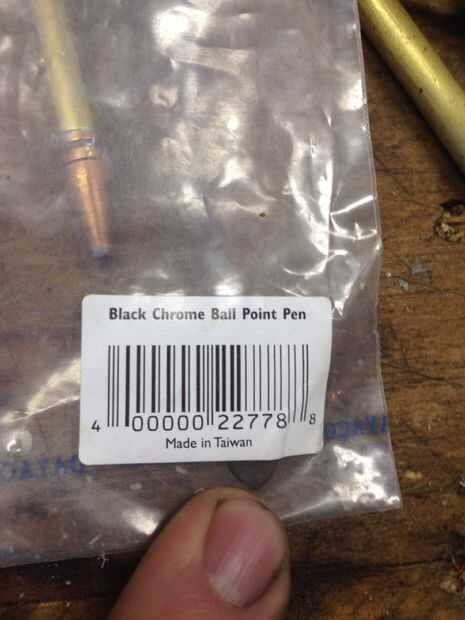 Black Chrome Ball Point Pen
4 00000 22778 8
Made in Taiwan